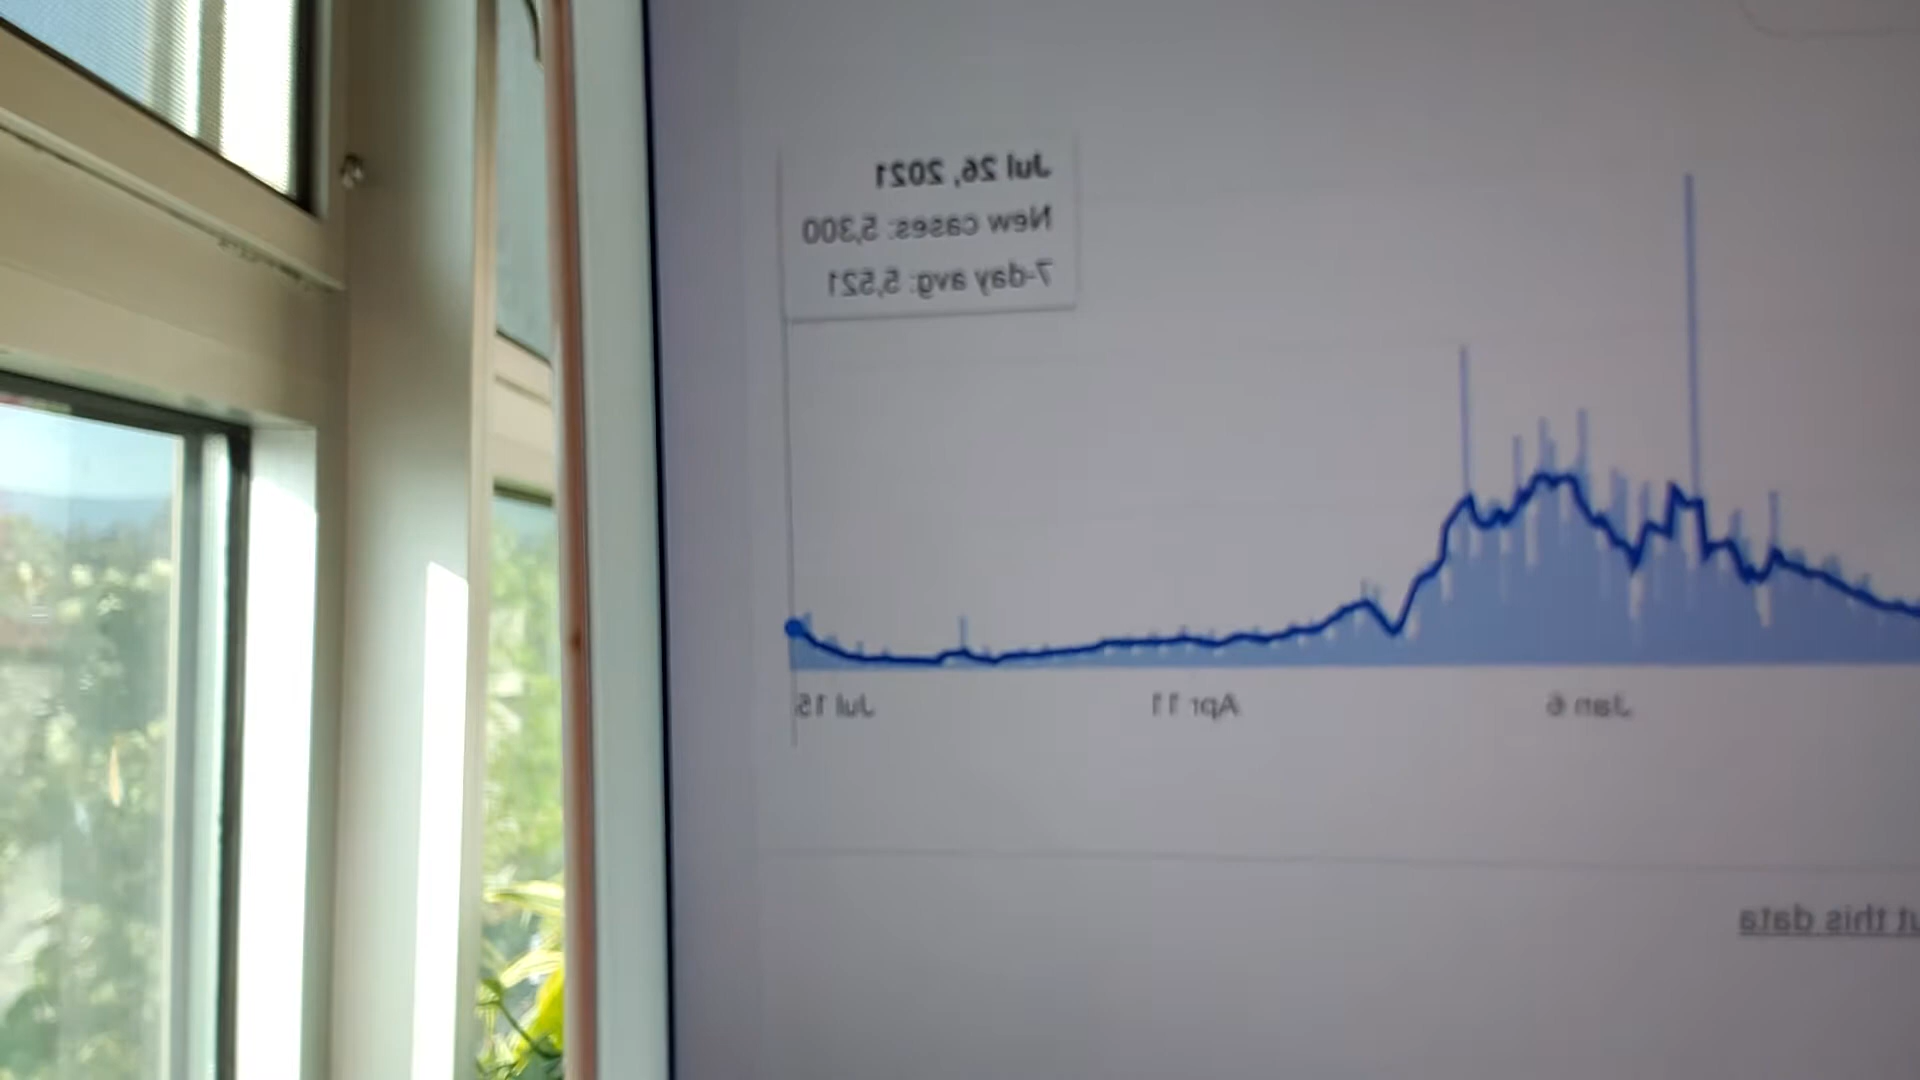 Jul 26, 2021
New cases: 5,300
7-day avg: 5,521
Jan 6
Apr 11
Jul 15
this data